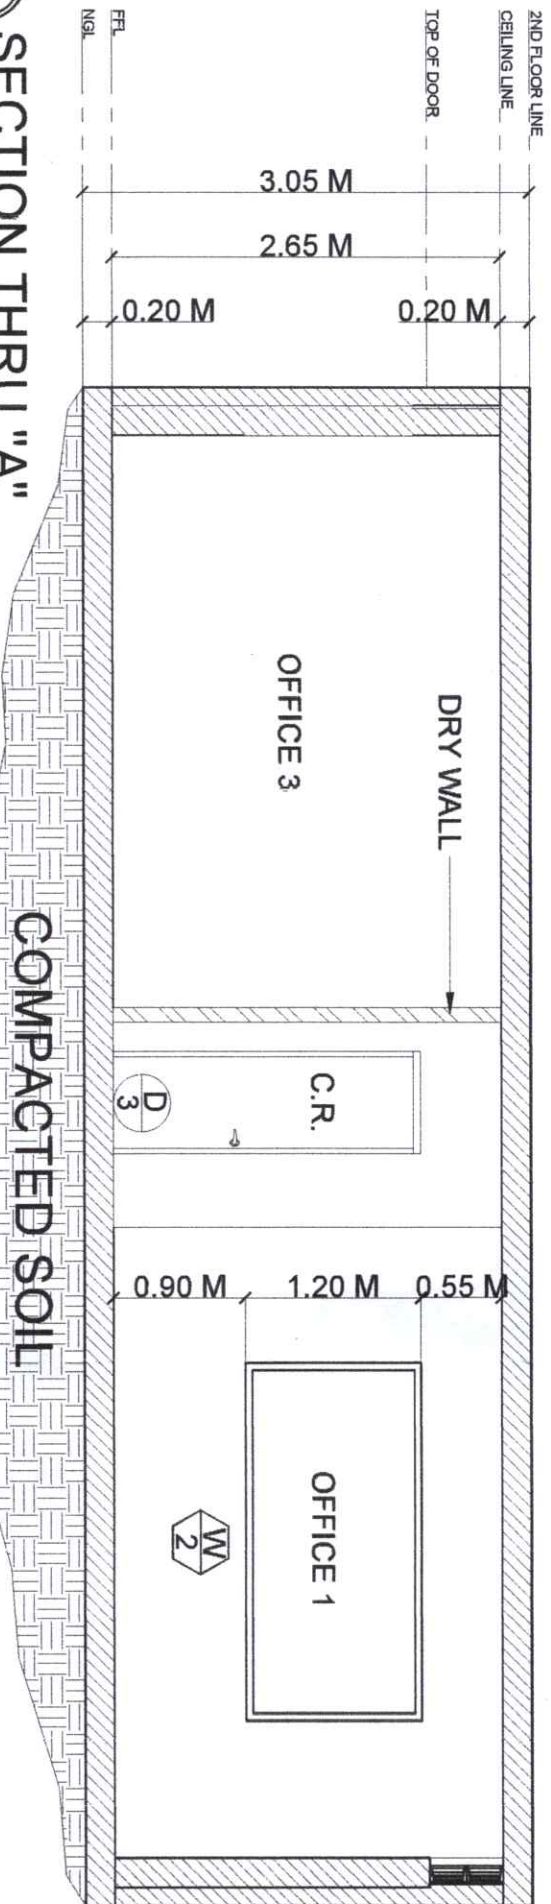 2ND FLOOR LINE
CEILING LINE
TOP OF DOOR
FFL
NGL
3.05 M
2.65 M
0.20 M
0.20 M
OFFICE 3
DRY WALL
C.R.
D
3
0.90 M
1.20 M
0.55 M
OFFICE 1
W
2
COMPACTED SOIL
SECTION THRU "A"